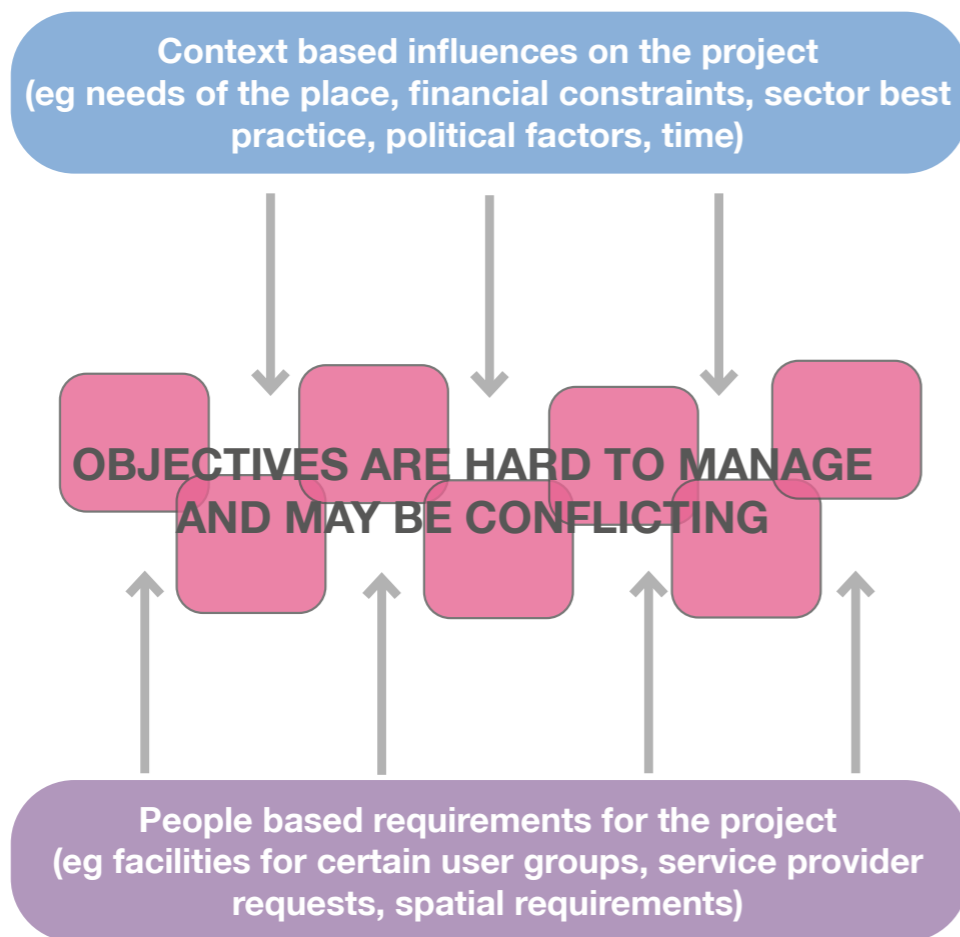 Context based influences on the project
(eg needs of the place, financial constraints, sector best
practice, political factors, time)
OBJECTIVES ARE HARD TO MANAGE
AND MAY BE CONFLICTING
People based requirements for the project
(eg facilities for certain user groups, service provider
requests, spatial requirements)